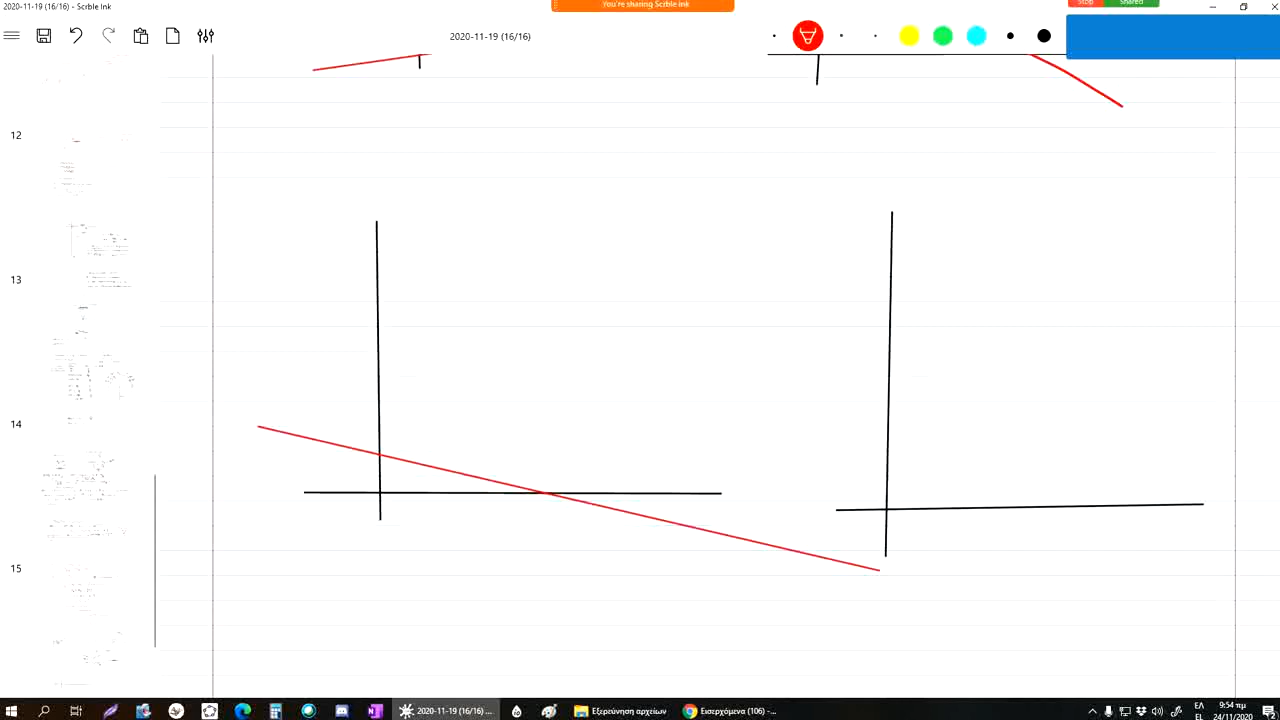 2020-11-19 (16/16) - Scrble Ink
You're sharing Scrble Ink
Stop
Shared
2020-11-19 (16/16)
12
13
14
15
2020-11-19 (16/16) ...
Εξερεύνηση αρχείων
Εισερχόμενα (106) -...
ΕΛ
9:54 πμ
EL
24/11/2020